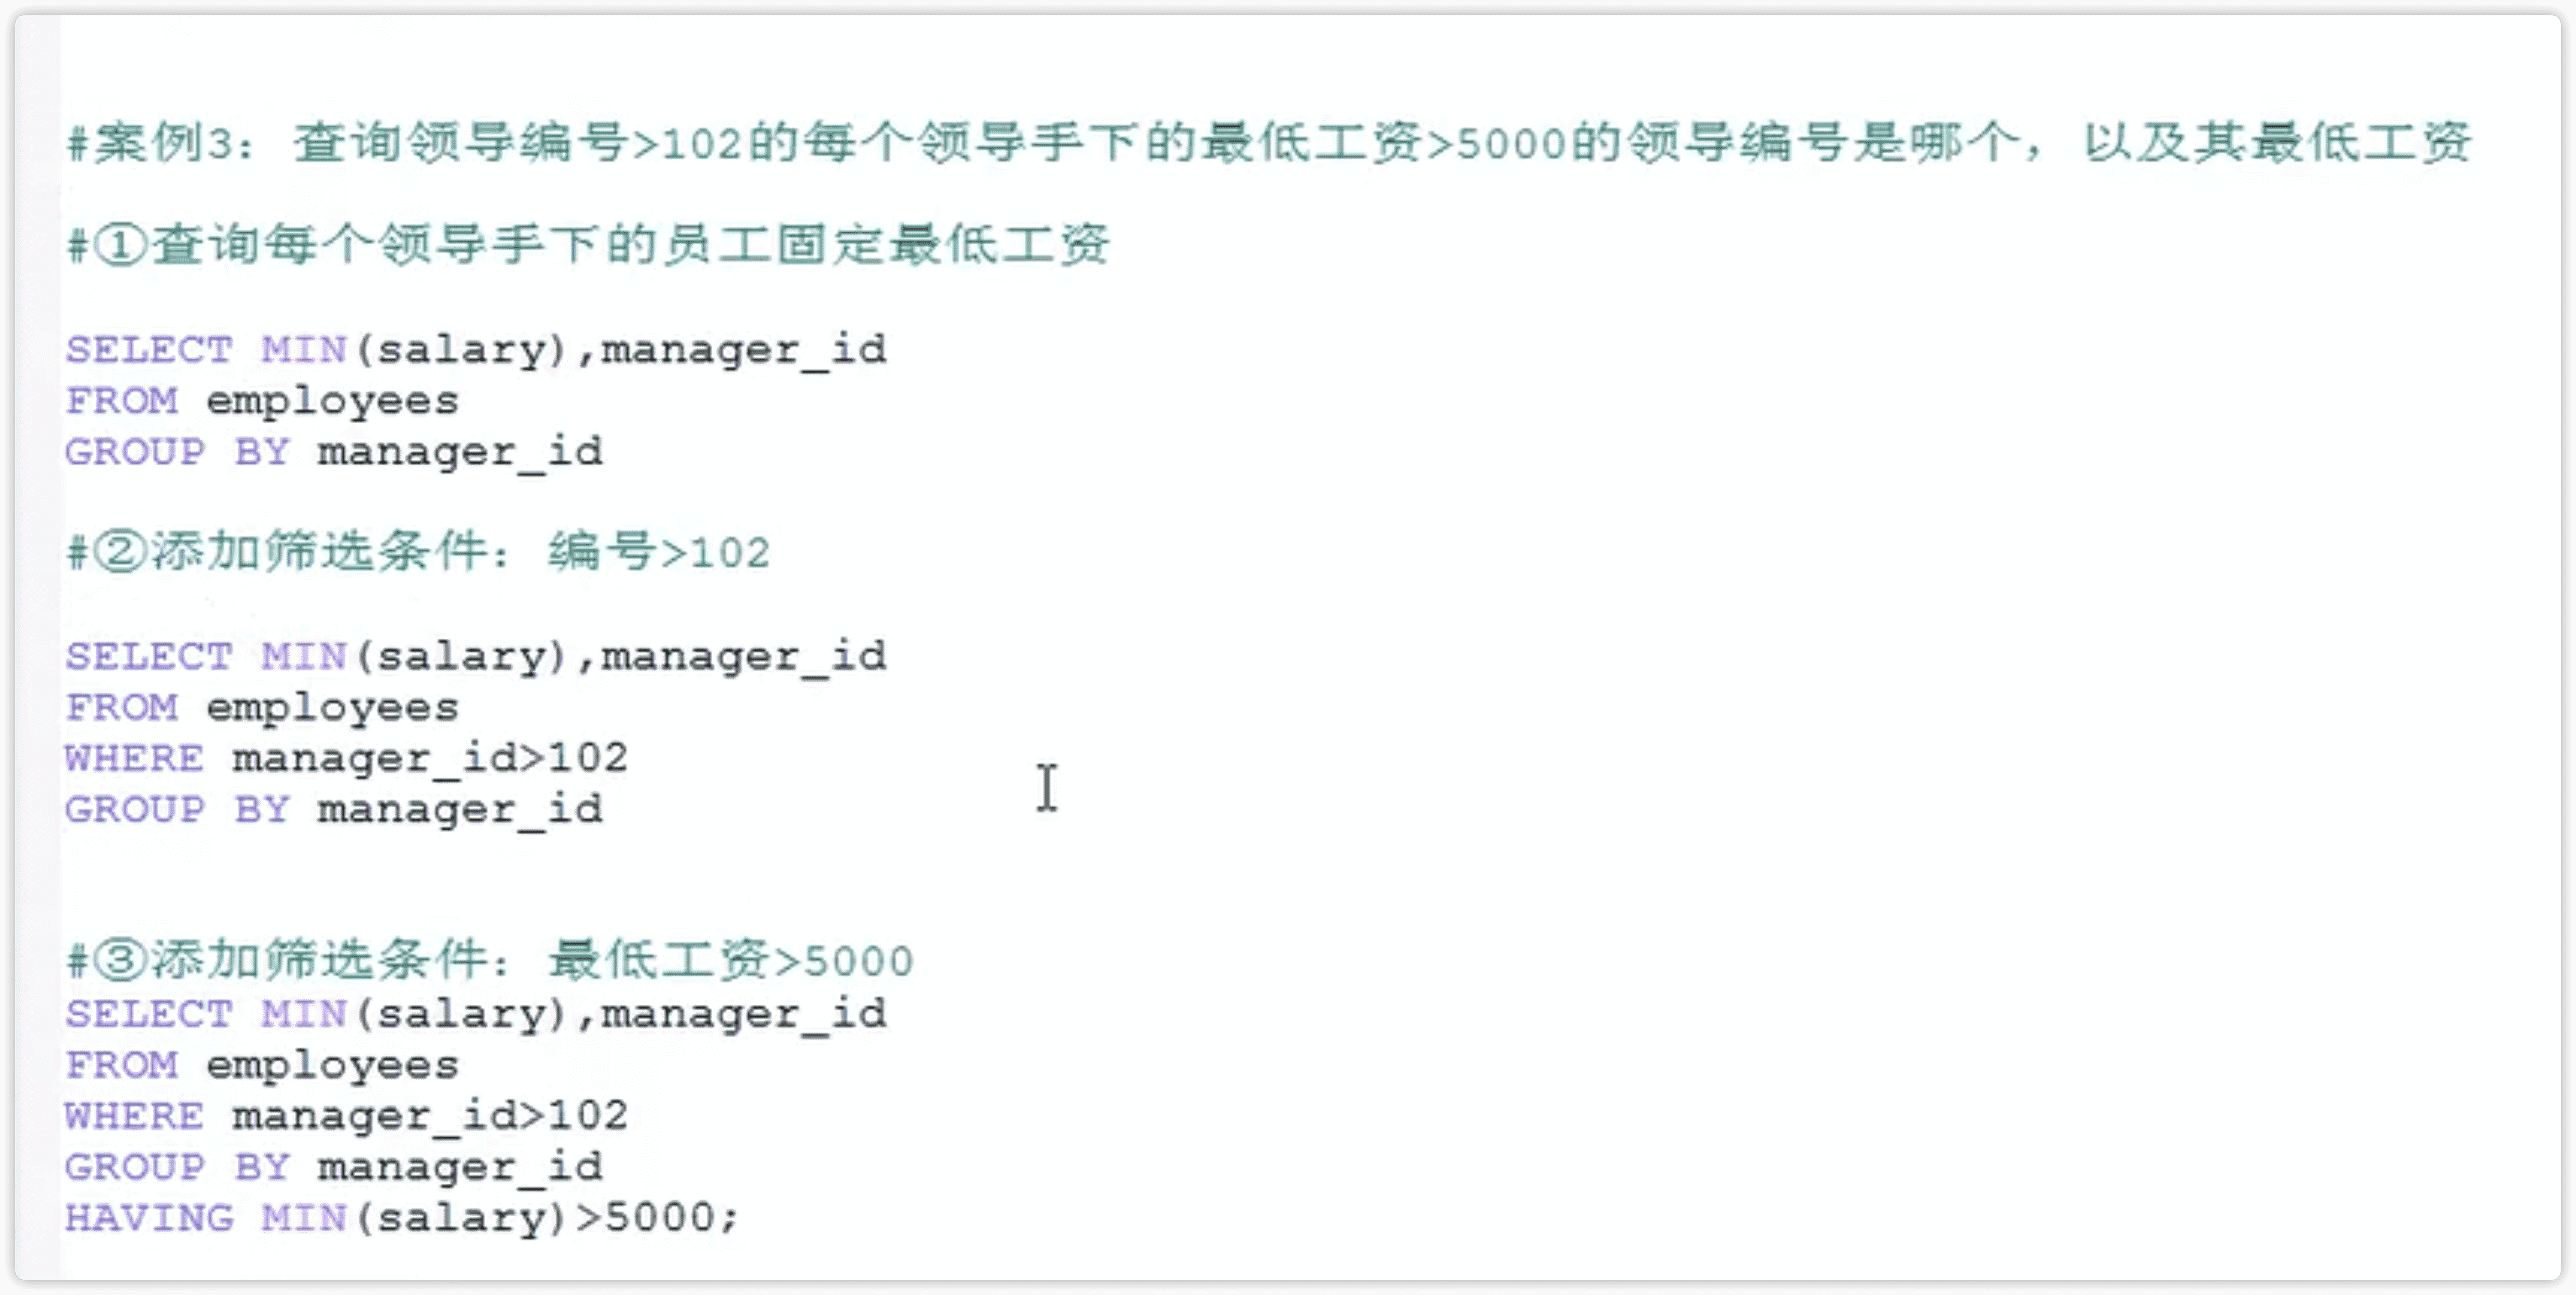 #案例3：查询领导编号>102的每个领导手下的最低工资>5000的领导编号是哪个，以及其最低工资
#①查询每个领导手下的员工固定最低工资
SELECT MIN(salary),manager_id
FROM employees
GROUP BY manager_id
#②添加筛选条件：编号>102
SELECT MIN(salary),manager_id
FROM employees
WHERE manager_id>102
GROUP BY manager_id
#③添加筛选条件：最低工资>5000
SELECT MIN(salary),manager_id
FROM employees
WHERE manager_id>102
GROUP BY manager_id
HAVING MIN(salary)>5000;